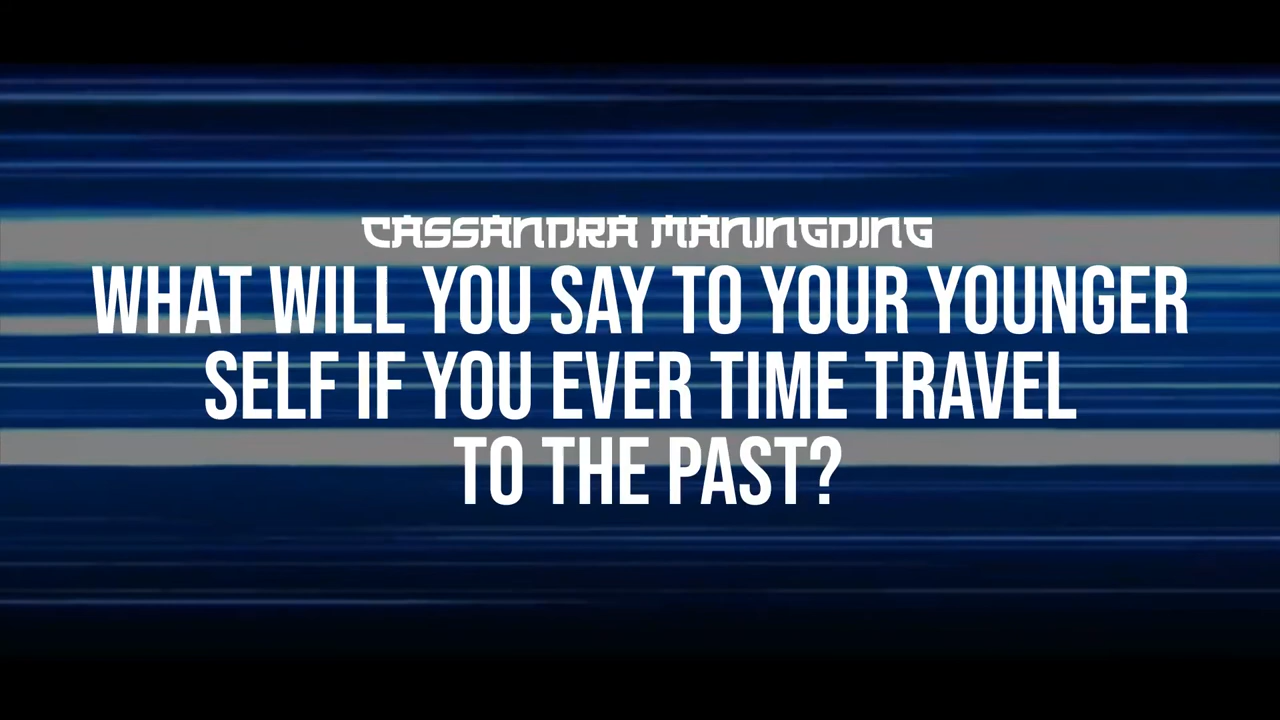 CASSANDRA MANINGDING
WHAT WILL YOU SAY TO YOUR YOUNGER
SELF IF YOU EVER TIME TRAVEL
TO THE PAST?